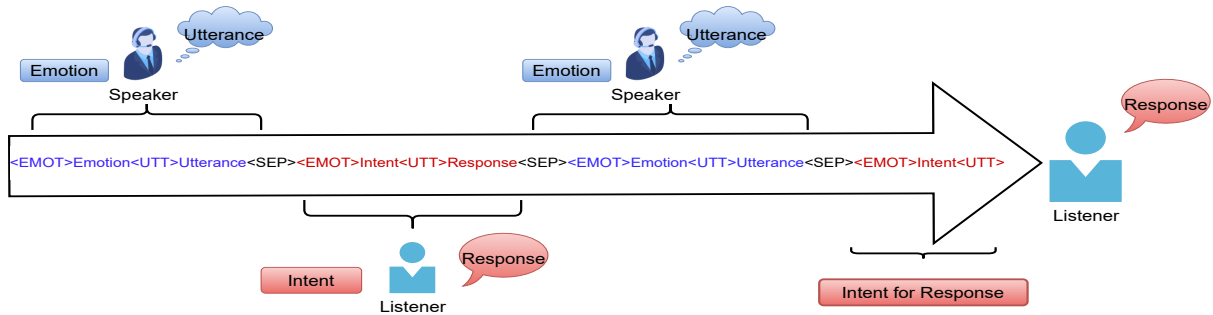 Utterance
Utterance
Emotion
Emotion
Speaker
Speaker
Response
<EMOT>Emotion<UTT>Utterance<SEP><EMOT>Intent<UTT>Response<SEP><EMOT>Emotion<UTT>Utterance<SEP><EMOT>Intent<UTT>
Listener
Response
Intent
Intent for Response
Listener